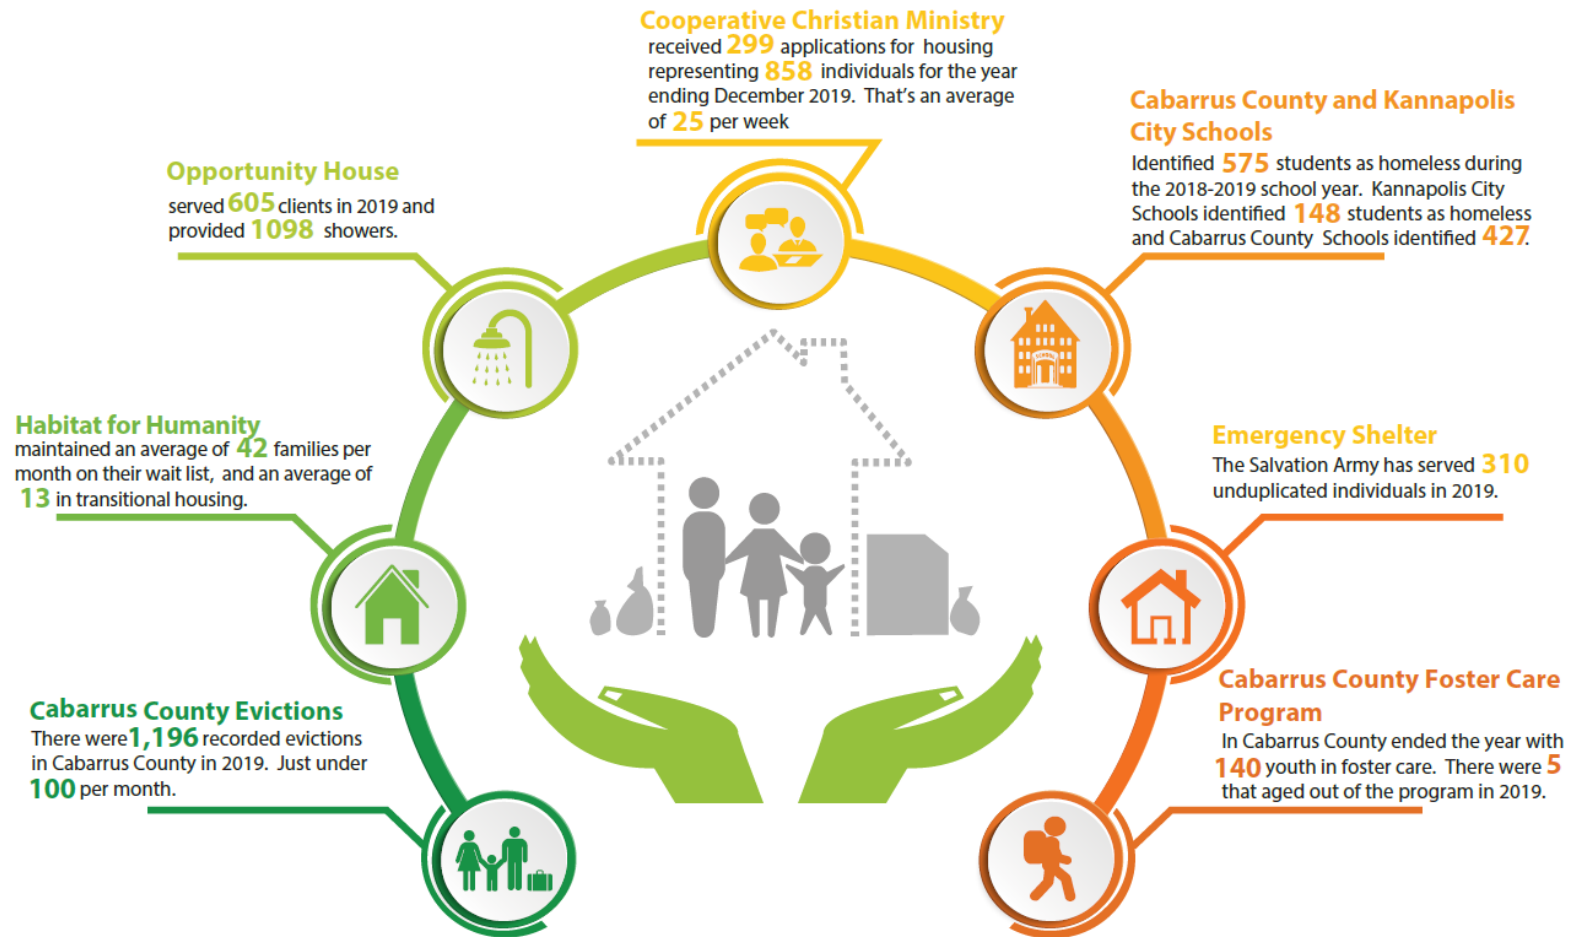 Cooperative Christian Ministry
received 299 applications for housing
representing 858 individuals for the year
ending December 2019. That's an average
of 25 per week
Cabarrus County and Kannapolis
City Schools
Identified 575 students as homeless during
the 2018-2019 school year. Kannapolis City
Schools identified 148 students as homeless
and Cabarrus County Schools identified 427.
Opportunity House
served 605 clients in 2019 and
provided 1098 showers.
SCHOOL
Habitat for Humanity
maintained an average of 42 families per
month on their wait list, and an average of
13 in transitional housing.
Emergency Shelter
The Salvation Army has served 310
unduplicated individuals in 2019.
Cabarrus County Evictions
There were 1,196 recorded evictions
in Cabarrus County in 2019. Just under
100 per month.
Cabarrus County Foster Care
Program
In Cabarrus County ended the year with
140 youth in foster care. There were 5
that aged out of the program in 2019.